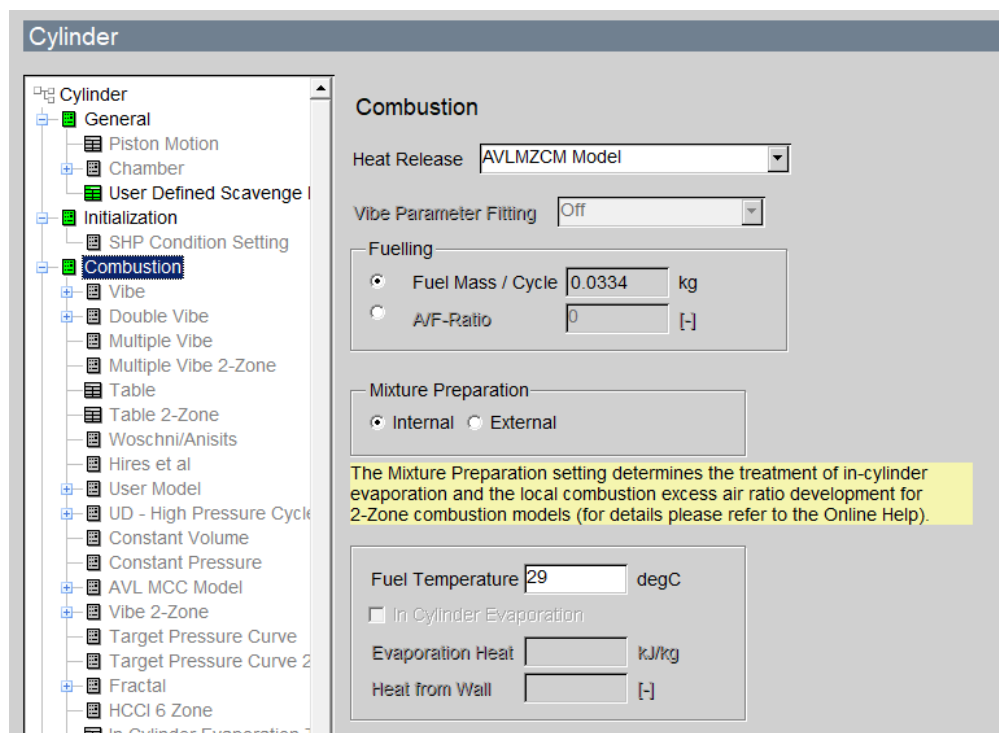 Cylinder
Cylinder
General
Piston Motion
Chamber
User Defined Scavenge
Initialization
SHP Condition Setting
Combustion
Vibe
Double Vibe
Multiple Vibe
Multiple Vibe 2-Zone
Table
Table 2-Zone
Woschni/Anisits
Hires et al
User Model
UD - High Pressure Cycle
Constant Volume
Constant Pressure
AVL MCC Model
Vibe 2-Zone
Target Pressure Curve
Target Pressure Curve 2
Fractal
HCCI 6 Zone
In Cylinder Evaporation
Combustion
Heat Release AVLMZCM Model
Vibe Parameter Fitting Off
Fuelling
Fuel Mass / Cycle 0.0334 kg
A/F-Ratio 0 [-]
Mixture Preparation
Internal External
The Mixture Preparation setting determines the treatment of in-cylinder
evaporation and the local combustion excess air ratio development for
2-Zone combustion models (for details please refer to the Online Help).
Fuel Temperature 29 degC
In Cylinder Evaporation
Evaporation Heat kJ/kg
Heat from Wall [-]